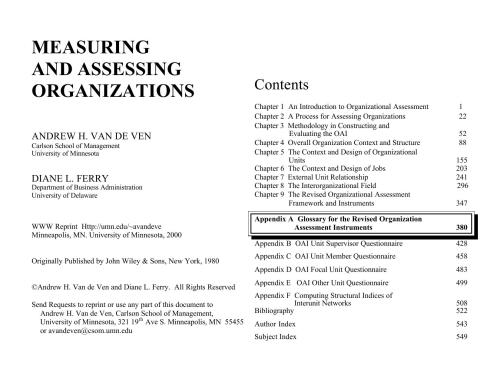 MEASURING
AND ASSESSING
ORGANIZATIONS
ANDREW H. VAN DE VEN
Carlson School of Management
University of Minnesota
DIANE L. FERRY
Department of Business Administration
University of Delaware
WWW Reprint Http://umn.edu/~avandeve
Minneapolis, MN. University of Minnesota, 2000
Originally Published by John Wiley & Sons, New York, 1980
©Andrew H. Van de Ven and Diane L. Ferry. All Rights Reserved
Send Requests to reprint or use any part of this document to
Andrew H. Van de Ven, Carlson School of Management,
University of Minnesota, 321 19th Ave S. Minneapolis, MN 55455
or avandeven@csom.umn.edu
Contents
Chapter 1 An Introduction to Organizational Assessment 1
Chapter 2 A Process for Assessing Organizations 22
Chapter 3 Methodology in Constructing and
Evaluating the OAI 52
Chapter 4 Overall Organization Context and Structure 88
Chapter 5 The Context and Design of Organizational
Units 155
Chapter 6 The Context and Design of Jobs 203
Chapter 7 External Unit Relationship 241
Chapter 8 The Interorganizational Field 296
Chapter 9 The Revised Organizational Assessment
Framework and Instruments 347
Appendix A Glossary for the Revised Organization
Assessment Instruments 380
Appendix B OAI Unit Supervisor Questionnaire 428
Appendix C OAI Unit Member Questionnaire 458
Appendix D OAI Focal Unit Questionnaire 483
Appendix E OAI Other Unit Questionnaire 499
Appendix F Computing Structural Indices of
Interunit Networks 508
Bibliography 522
Author Index 543
Subject Index 549